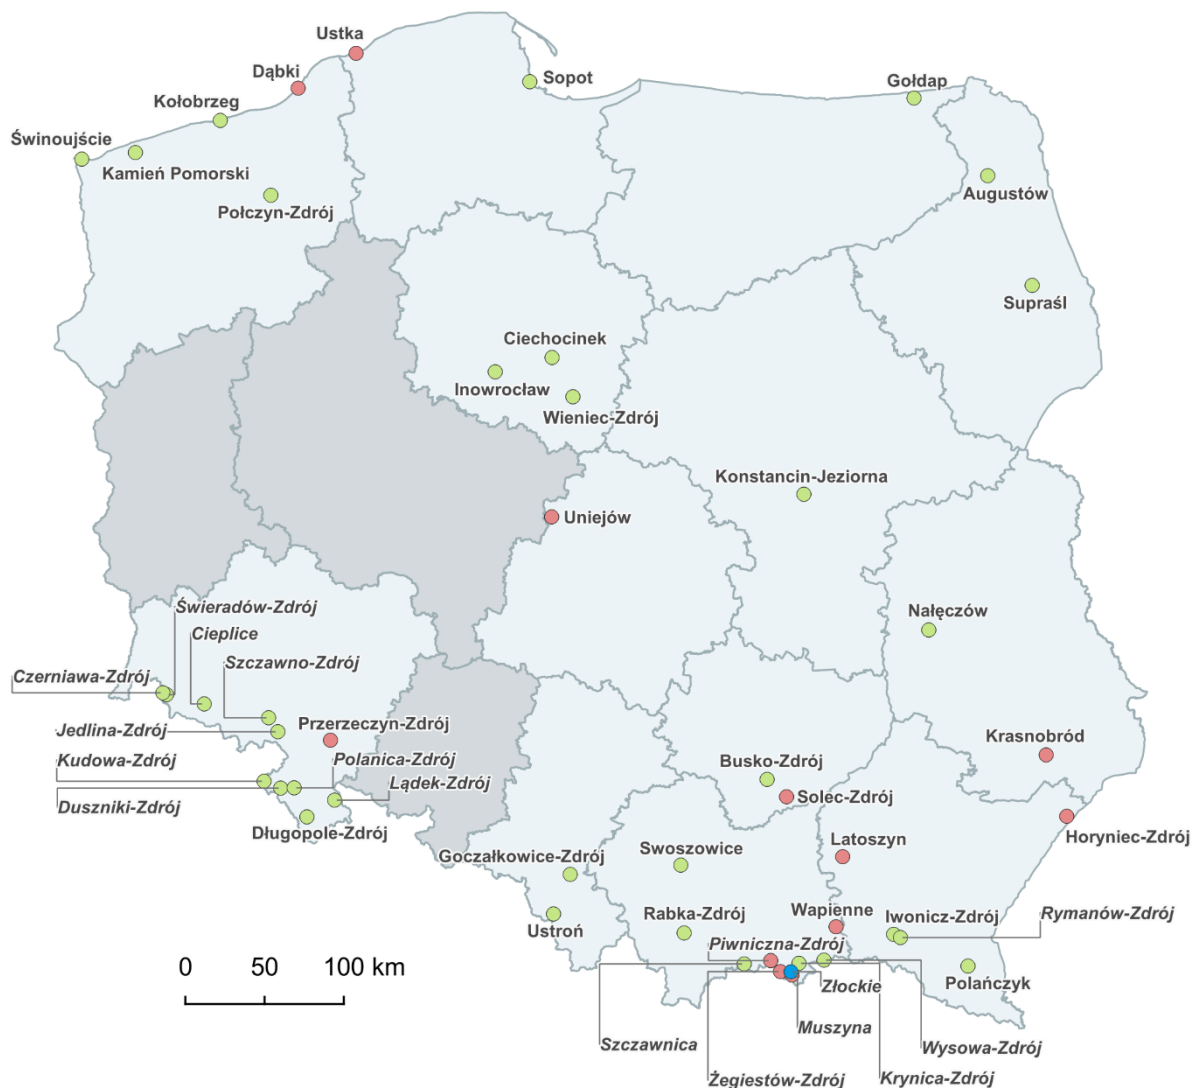 Ustka
Dąbki
Sopot
Gołdap
Kołobrzeg
Świnoujście
Kamień Pomorski
Augustów
Połczyn-Zdrój
Supraśl
Ciechocinek
Inowrocław
Wieniec-Zdrój
Konstancin-Jeziorna
Uniejów
Świeradów-Zdrój
Nałęczów
Cieplice
Szczawno-Zdrój
Czerniawa-Zdrój
Przerzeczyn-Zdrój
Jedlina-Zdrój
Krasnobród
Kudowa-Zdrój
Polanica-Zdrój
Busko-Zdrój
Lądek-Zdrój
Solec-Zdrój
Duszniki-Zdrój
Długopole-Zdrój
Horyniec-Zdrój
Latoszyn
Swoszowice
Goczałkowice-Zdrój
Rabka-Zdrój
Wapienne
Iwonicz-Zdrój
Rymanów-Zdrój
Ustroń
Piwniczna-Zdrój
0 50 100 km
Złockie
Polańczyk
Muszyna
Szczawnica
Wysowa-Zdrój
Żegiestów-Zdrój
Krynica-Zdrój